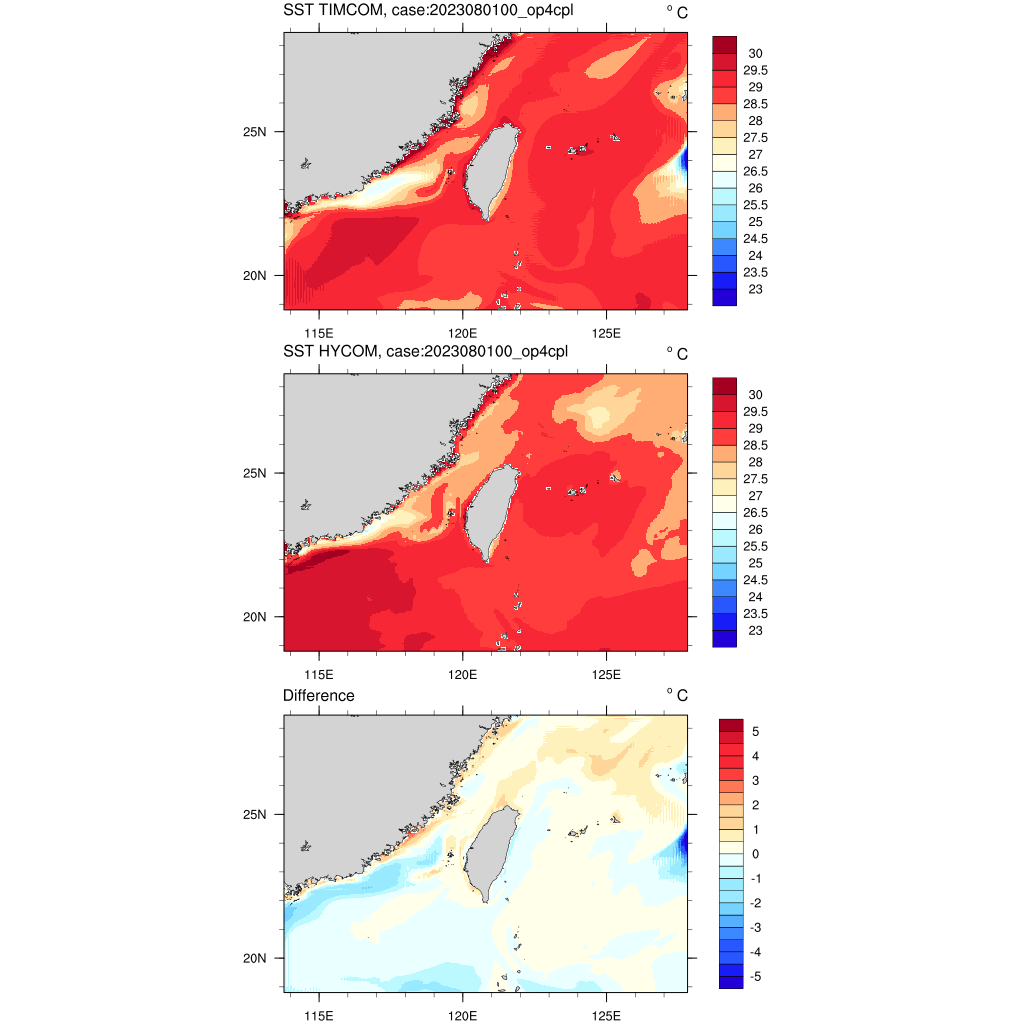 SST TIMCOM, case:2023080100_op4cpl
° C
30
29.5
29
28.5
28
27.5
27
26.5
26
25.5
25
24.5
24
23.5
23
25N
20N
115E
120E
125E
SST HYCOM, case:2023080100_op4cpl
° C
30
29.5
29
28.5
28
27.5
27
26.5
26
25.5
25
24.5
24
23.5
23
25N
20N
115E
120E
125E
Difference
° C
5
4
3
2
1
0
-1
-2
-3
-4
-5
25N
20N
115E
120E
125E